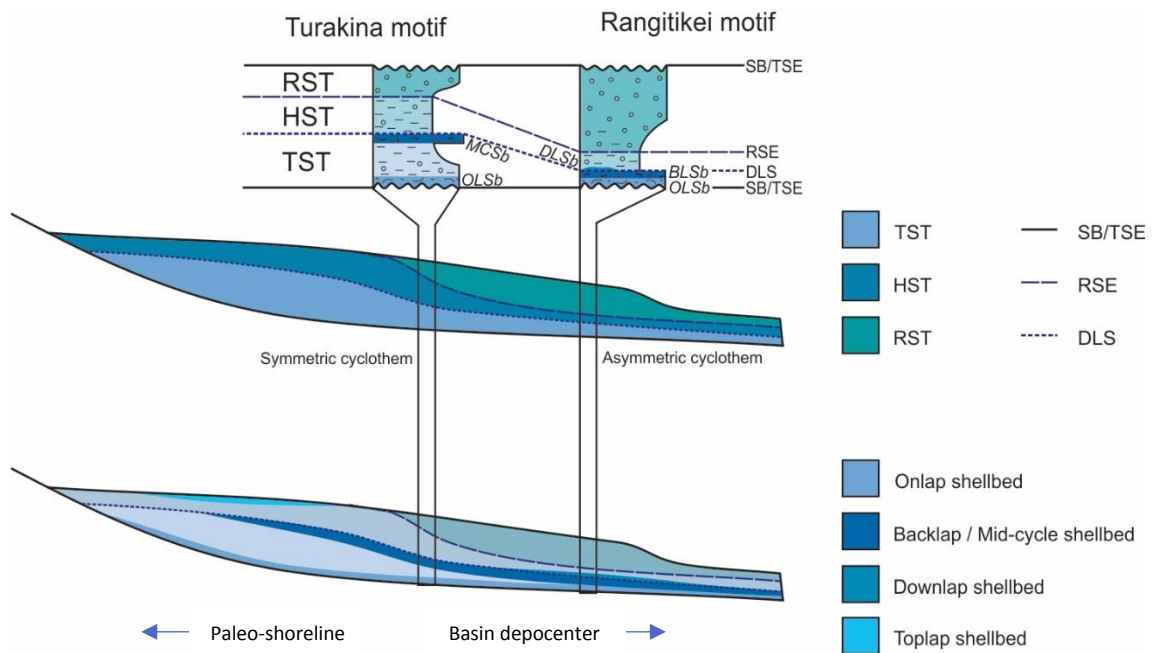 Turakina motif
Rangitikei motif
SB/TSE
RST
HST
TST
MCSb
OLSb
DLSb
BLSb
OLSb
RSE
DLS
SB/TSE
Symmetric cyclothem
Asymmetric cyclothem
TST
SB/TSE
HST
RSE
RST
DLS
Onlap shellbed
Backlap / Mid-cycle shellbed
Downlap shellbed
Toplap shellbed
Paleo-shoreline
Basin depocenter